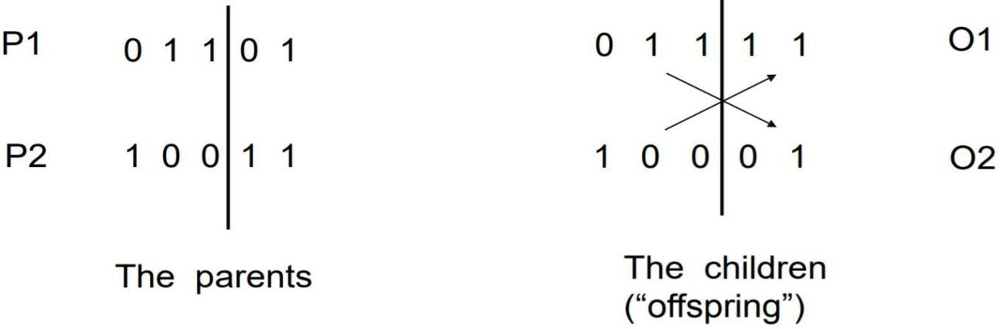 P1 0 1 1 0 1
P2 1 0 0 1 1
The parents
0 1 1 1 1 O1
1 0 0 0 1 O2
The children
(“offspring”)